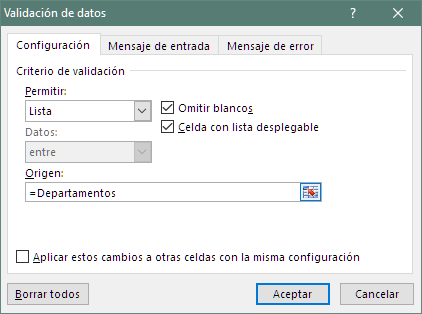 Validación de datos
Configuración Mensaje de entrada Mensaje de error
Criterio de validación
Permitir:
Lista
Omitir blancos
Celda con lista desplegable
Datos:
entre
Origen:
=Departamentos
Aplicar estos cambios a otras celdas con la misma configuración
Borrar todos Aceptar Cancelar